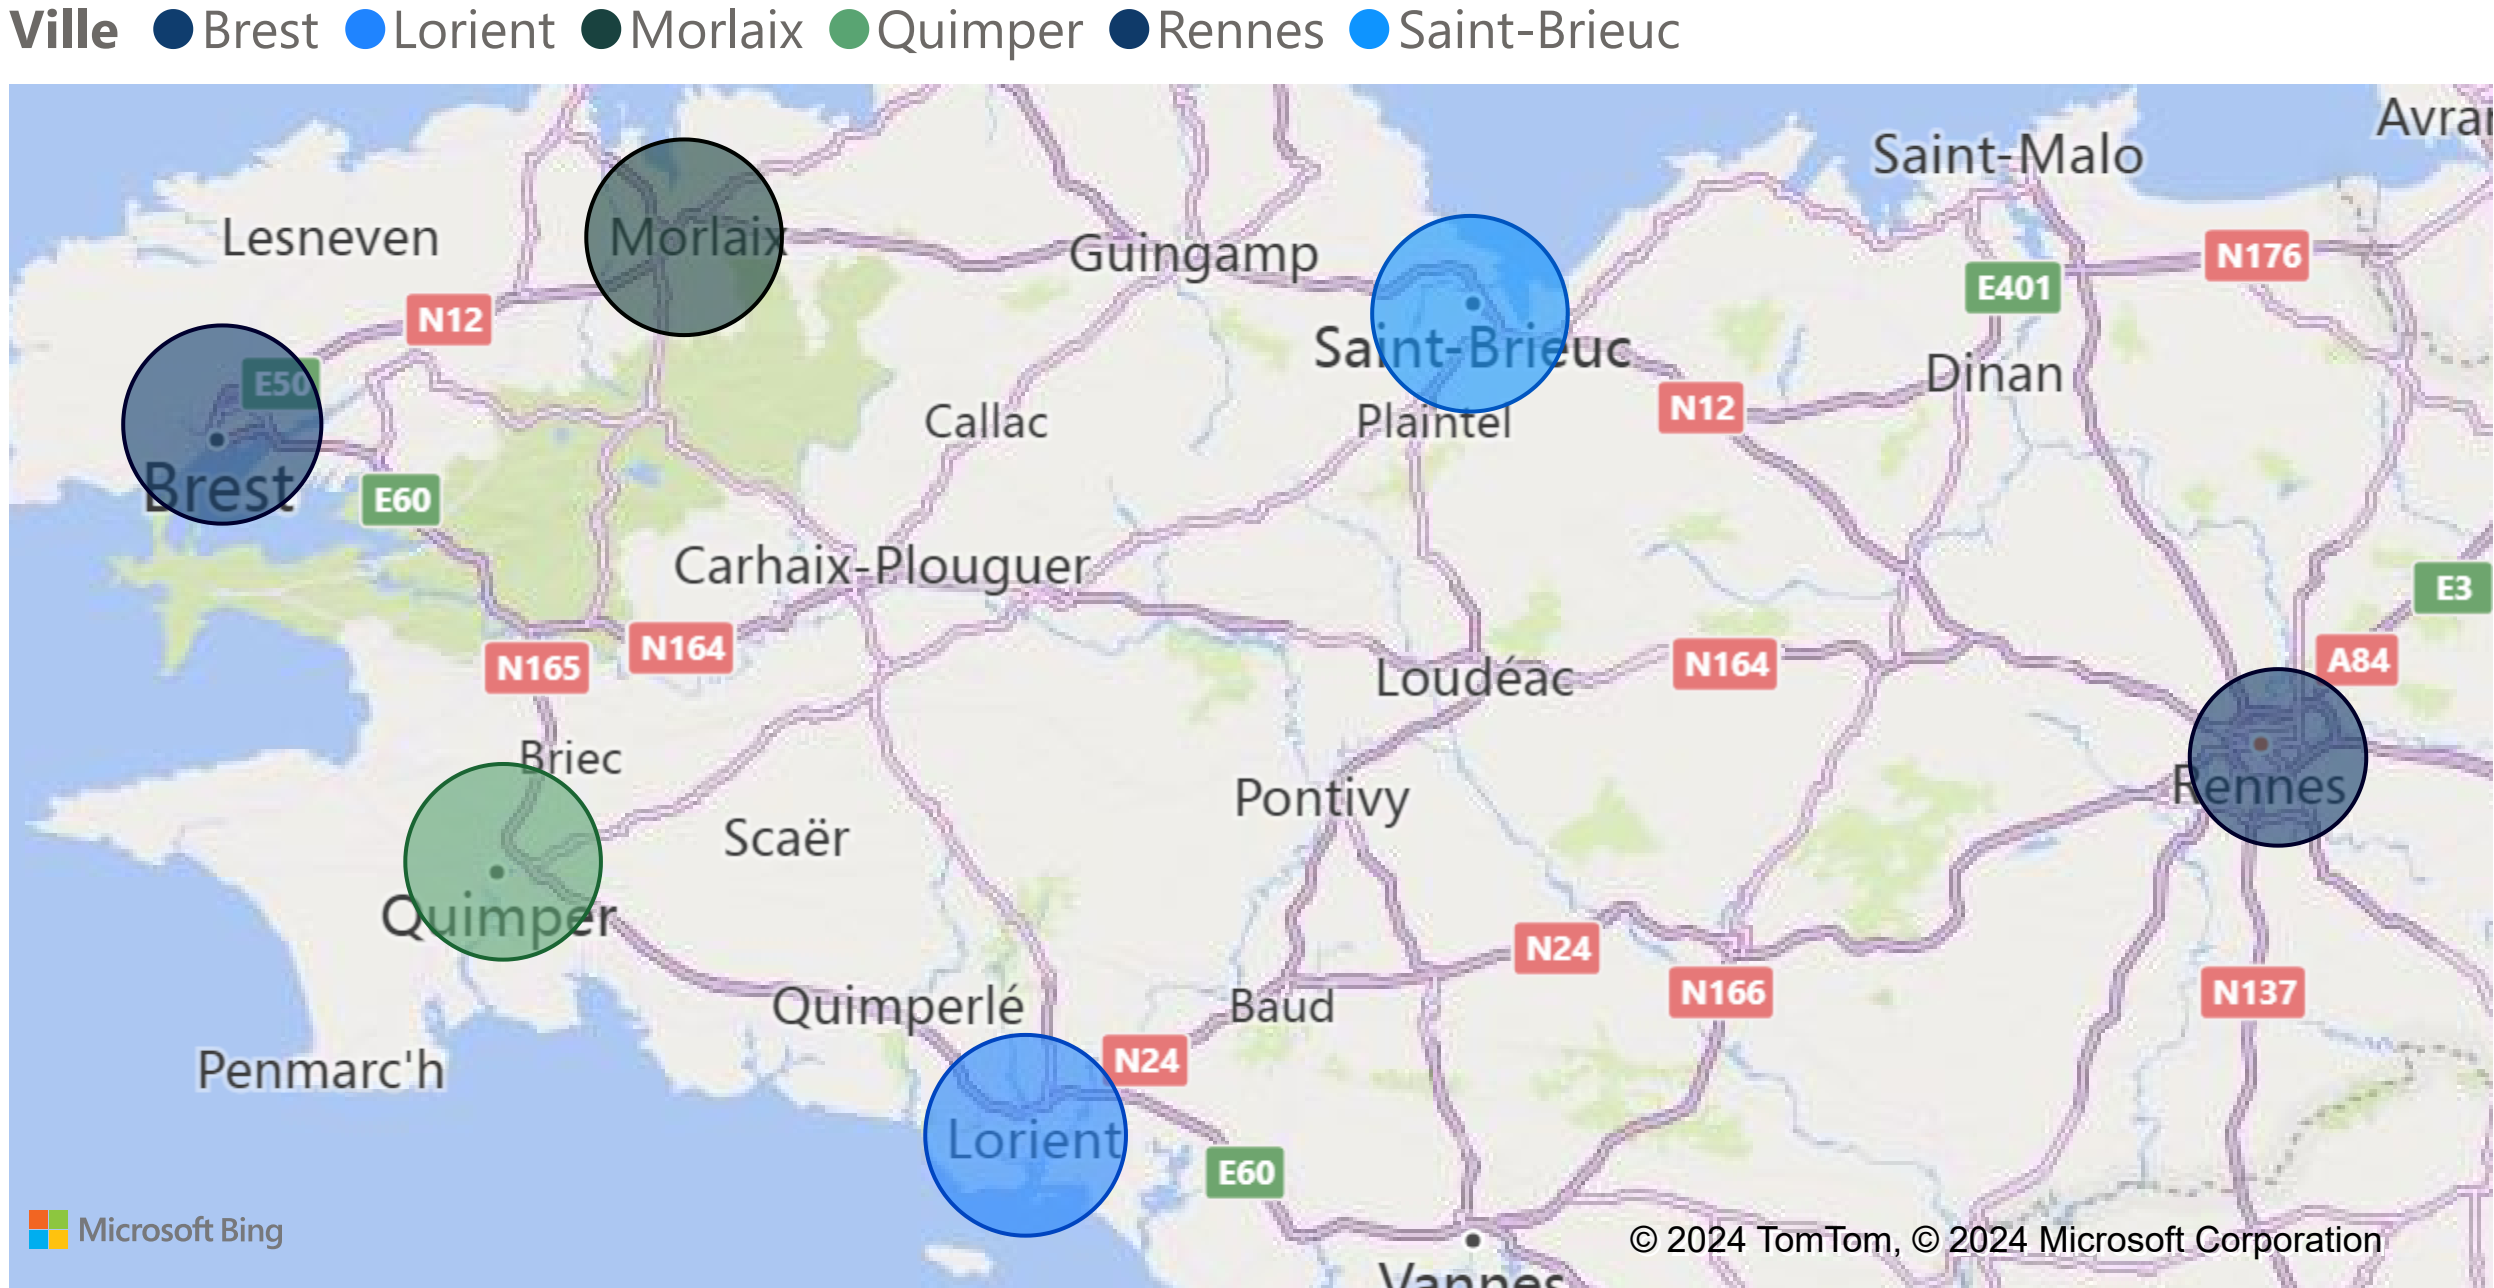 Ville Brest Lorient Morlaix Quimper Rennes Saint-Brieuc
Saint-Malo
Lesneven
Morlaix
Guingamp
N176
E401
N12
Saint-Brieuc
E50
Dinan
N12
Callac
Plaintel
Brest
E60
Carhaix-Plouguer
E3
N164
N165
Loudéac
N164
A84
Briec
Rennes
Pontivy
Scaër
Quimper
N24
N166
N137
Quimperlé
Baud
Penmarc'h
N24
Lorient
E60
Microsoft Bing
© 2024 TomTom, © 2024 Microsoft Corporation
Vannes